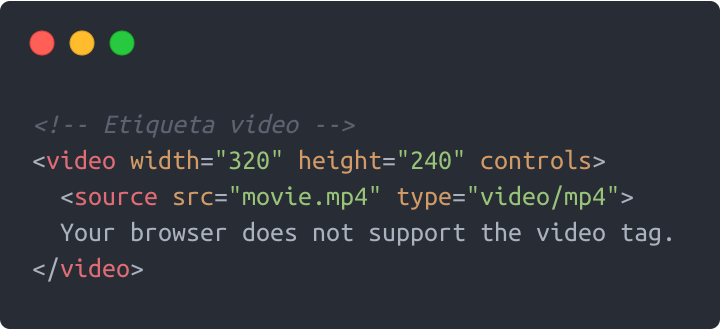 <!-- Etiqueta video -->
<video width="320" height="240" controls>
  <source src="movie.mp4" type="video/mp4">
  Your browser does not support the video tag.
</video>